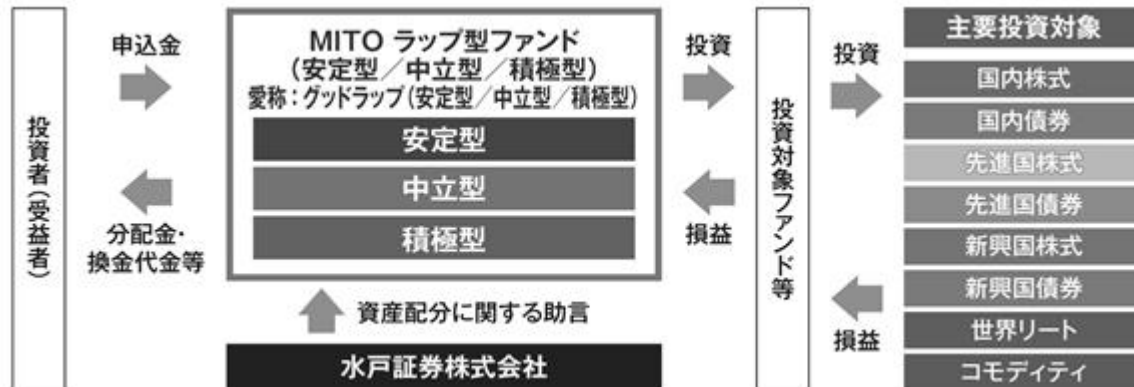 投資者（受益者）
申込金
分配金・
換金代金等
MITO ラップ型ファンド
（安定型／中立型／積極型）
愛称：グッドラップ（安定型／中立型／積極型）
安定型
中立型
積極型
資産配分に関する助言
水戸証券株式会社
投資
損益
投資対象ファンド等
投資
損益
主要投資対象
国内株式
国内債券
先進国株式
先進国債券
新興国株式
新興国債券
世界リート
コモディティ